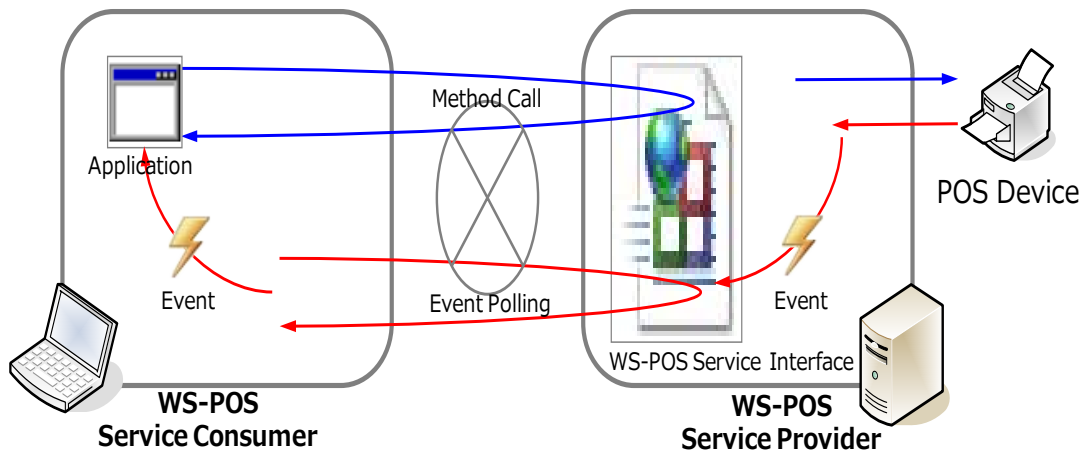 Method Call
Application
POS Device
Event
Event Polling
Event
WS-POS Service Interface
WS-POS
Service Consumer
WS-POS
Service Provider